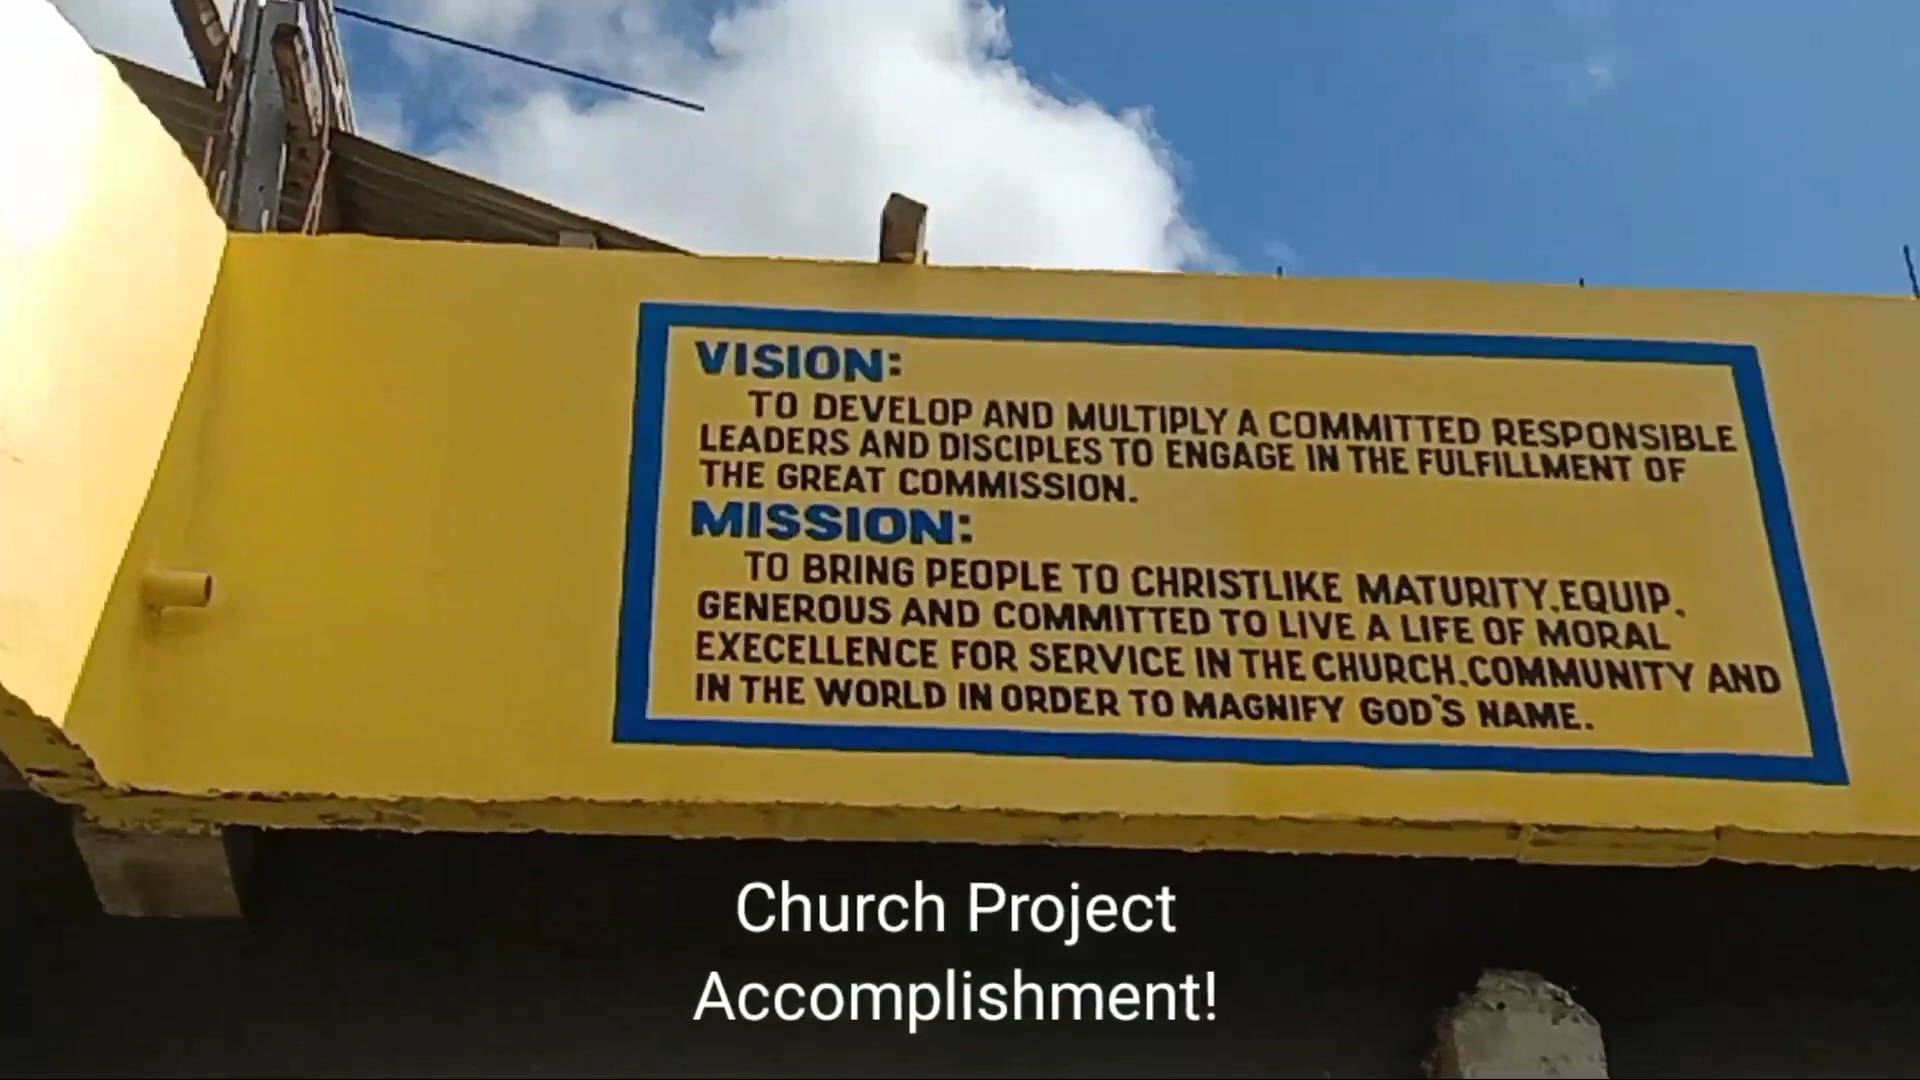 VISION:
TO DEVELOP AND MULTIPLY A COMMITTED RESPONSIBLE
LEADERS AND DISCIPLES TO ENGAGE IN THE FULFILLMENT OF
THE GREAT COMMISSION.
MISSION:
TO BRING PEOPLE TO CHRISTLIKE MATURITY,EQUIP,
GENEROUS AND COMMITTED TO LIVE A LIFE OF MORAL
EXECELLENCE FOR SERVICE IN THE CHURCH,COMMUNITY AND
IN THE WORLD IN ORDER TO MAGNIFY GOD'S NAME.
Church Project
Accomplishment!